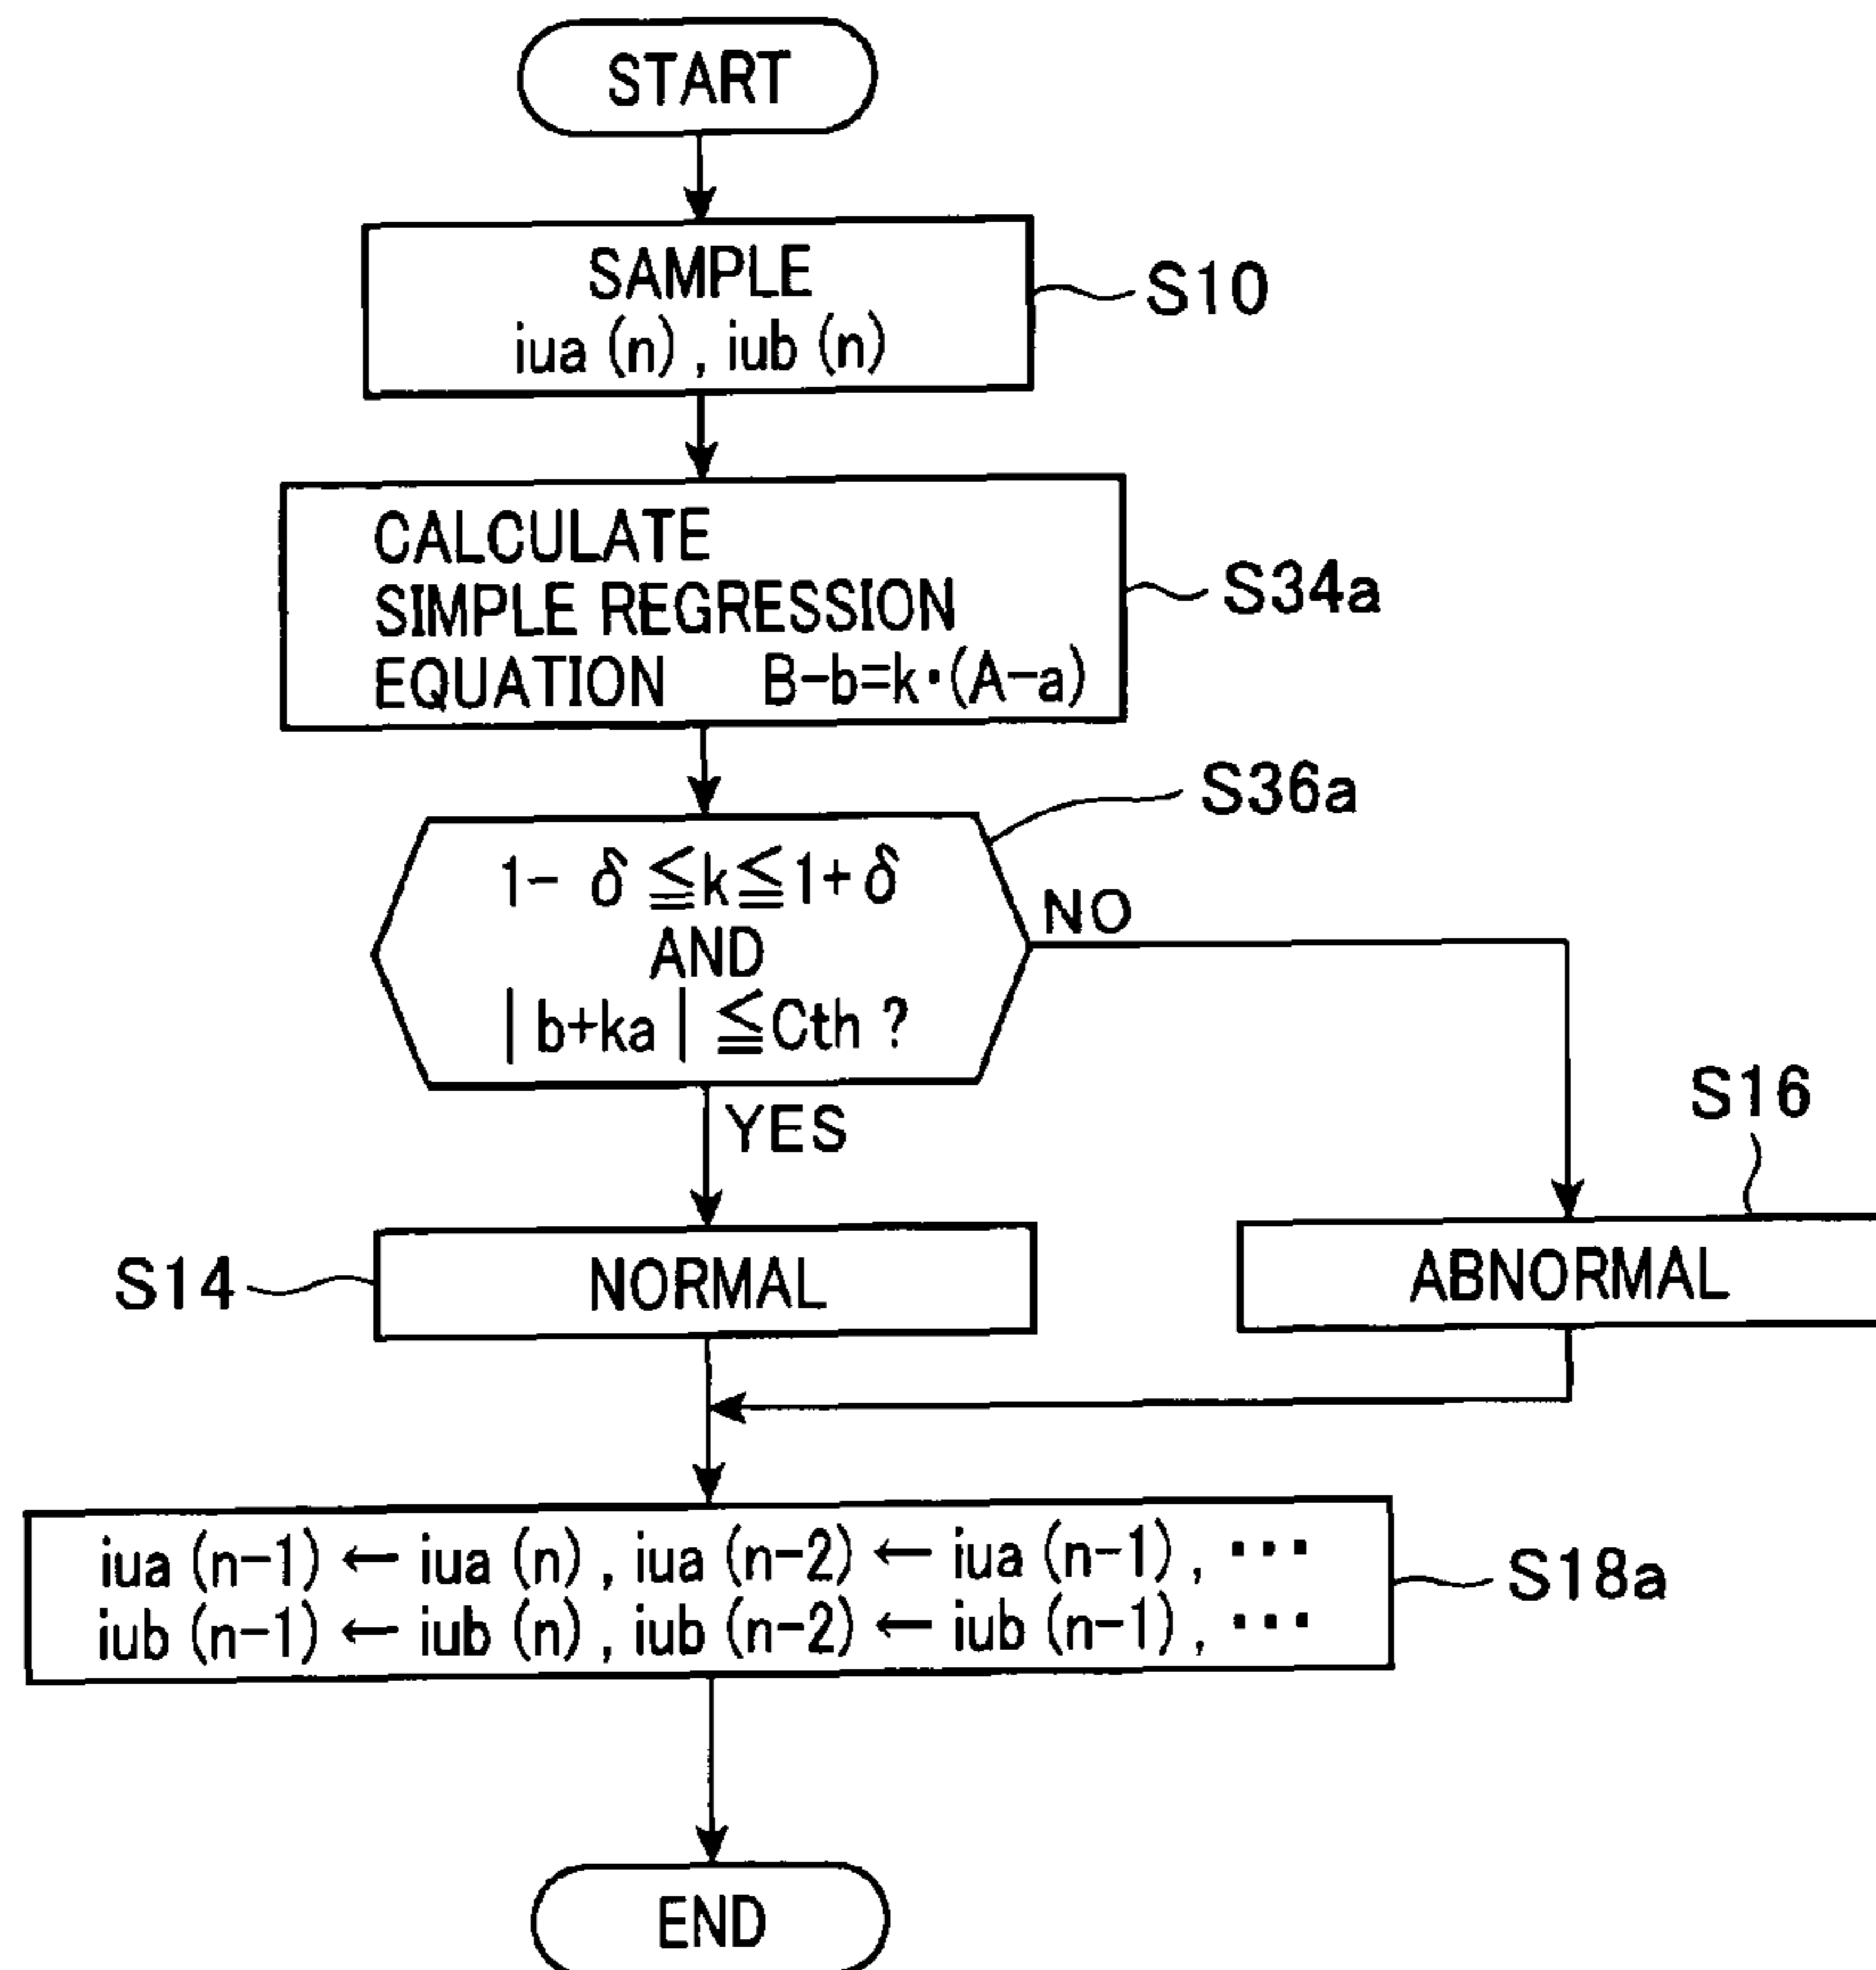 START
SAMPLE
iua (n) , iub (n)
S10
CALCULATE
SIMPLE REGRESSION
EQUATION B-b=k・(A-a)
S34a
S36a
1- δ ≦k≦1+ δ
AND
| b+ka | ≦Cth ?
NO
YES
S16
S14
NORMAL
ABNORMAL
iua (n-1) ← iua (n) , iua (n-2) ← iua (n-1) , ･･･
iub (n-1) ← iub (n) , iub (n-2) ← iub (n-1) , ･･･
S18a
END